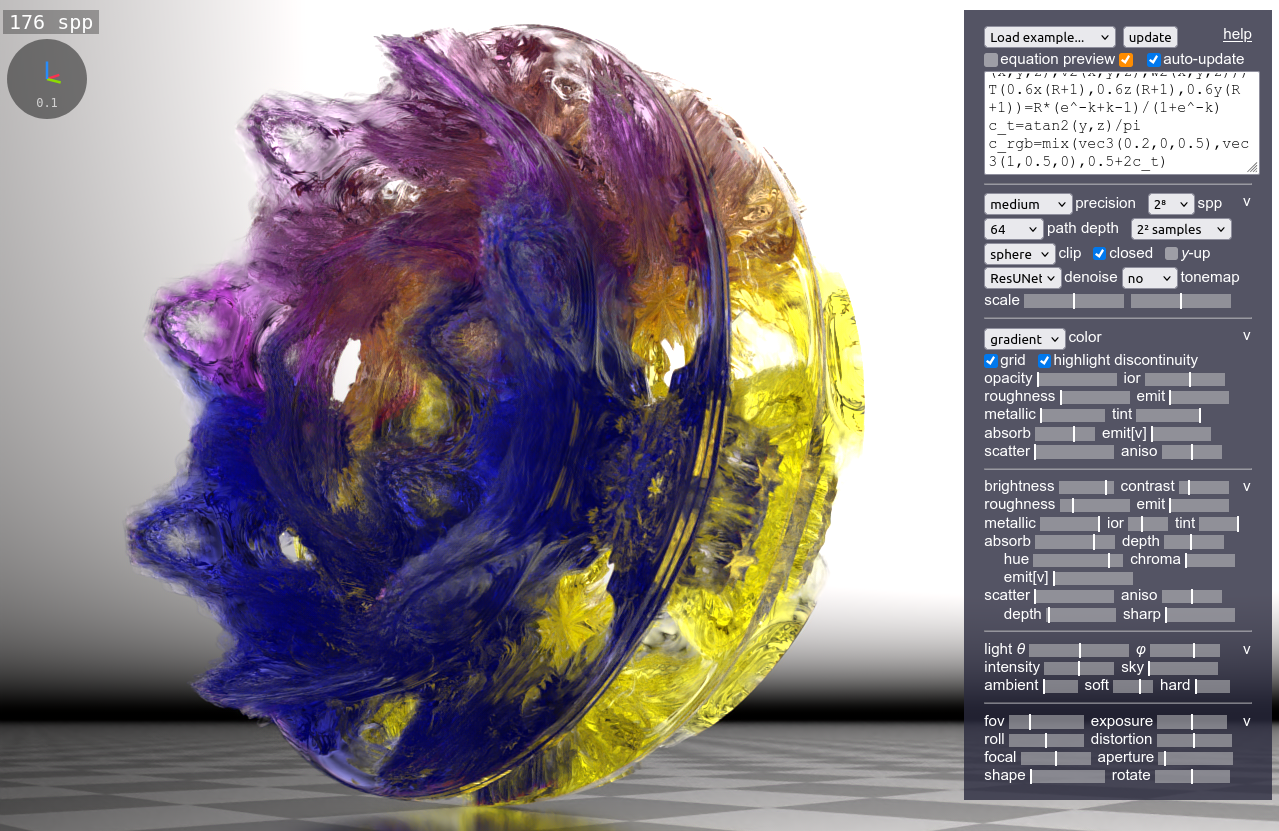 176 spp
0.1
Load example...
update
help
equation preview
auto-update
(x,y,z),v2(x,y,z),w2(x,y,z)))
T(0.6x(R+1),0.6z(R+1),0.6y(R
+1))=R*(e^-k+k-1)/(1+e^-k)
c_t=atan2(y,z)/pi
c_rgb=mix(vec3(0.2,0,0.5),vec
3(1,0.5,0),0.5+2c_t)
medium precision 2⁸ spp v
64 path depth 2² samples
sphere clip closed y-up
ResUNet denoise no tonemap
scale
gradient color v
grid highlight discontinuity
opacity ior
roughness emit
metallic tint
absorb emit[v]
scatter aniso
brightness contrast v
roughness emit
metallic ior tint
absorb depth
hue chroma
emit[v]
scatter aniso
depth sharp
light θ φ v
intensity sky
ambient soft hard
fov exposure v
roll distortion
focal aperture
shape rotate